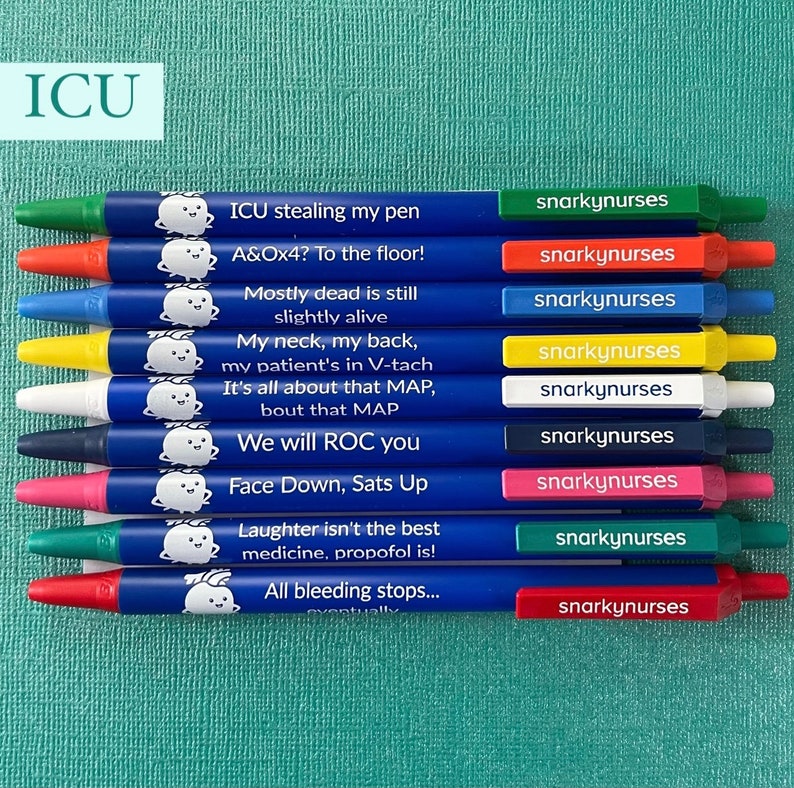 ICU
ICU stealing my pen
snarkynurses
A&Ox4? To the floor!
snarkynurses
Mostly dead is still
slightly alive
snarkynurses
My neck, my back,
my patient's in V-tach
snarkynurses
It's all about that MAP,
bout that MAP
snarkynurses
We will ROC you
snarkynurses
Face Down, Sats Up
snarkynurses
Laughter isn't the best
medicine, propofol is!
snarkynurses
All bleeding stops...
eventually
snarkynurses